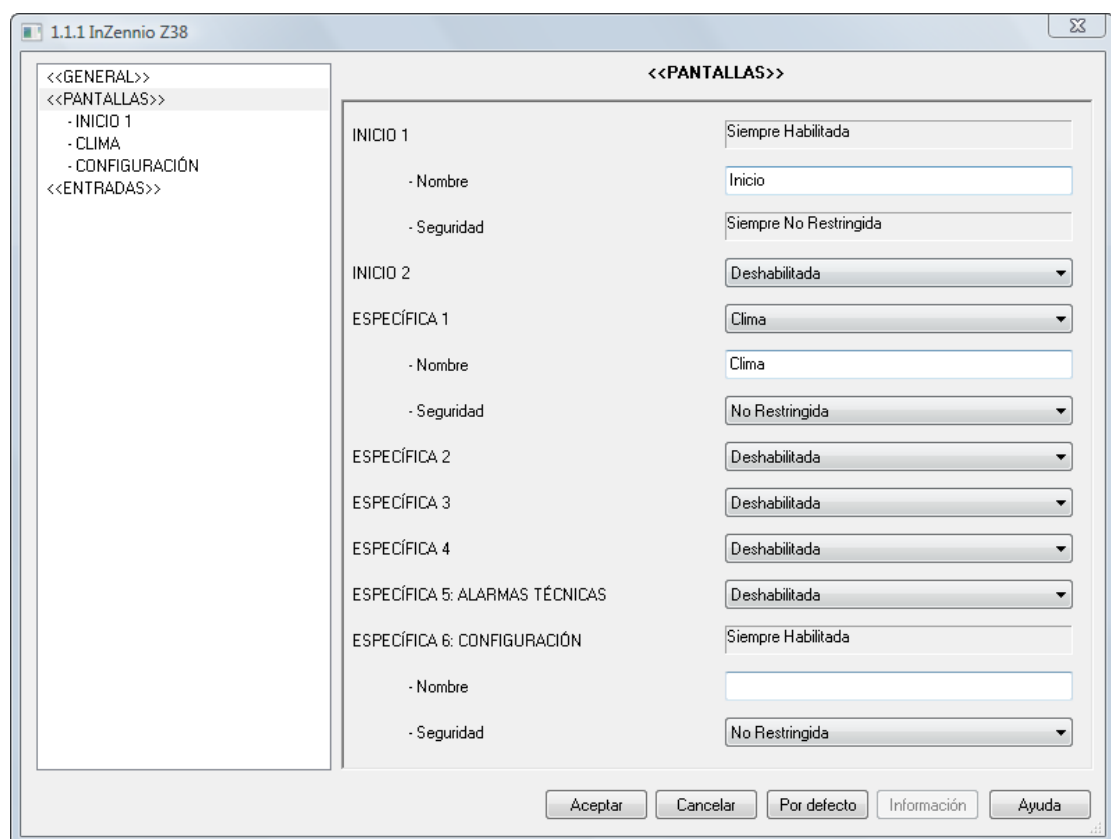 1.1.1 InZennio Z38
<<GENERAL>>
<<PANTALLAS>>
- INICIO 1
- CLIMA
- CONFIGURACIÓN
<<ENTRADAS>>
<<PANTALLAS>>
INICIO 1 Siempre Habilitada
- Nombre Inicio
- Seguridad Siempre No Restringida
INICIO 2 Deshabilitada
ESPECÍFICA 1 Clima
- Nombre Clima
- Seguridad No Restringida
ESPECÍFICA 2 Deshabilitada
ESPECÍFICA 3 Deshabilitada
ESPECÍFICA 4 Deshabilitada
ESPECÍFICA 5: ALARMAS TÉCNICAS Deshabilitada
ESPECÍFICA 6: CONFIGURACIÓN Siempre Habilitada
- Nombre
- Seguridad No Restringida
Aceptar Cancelar Por defecto Información Ayuda